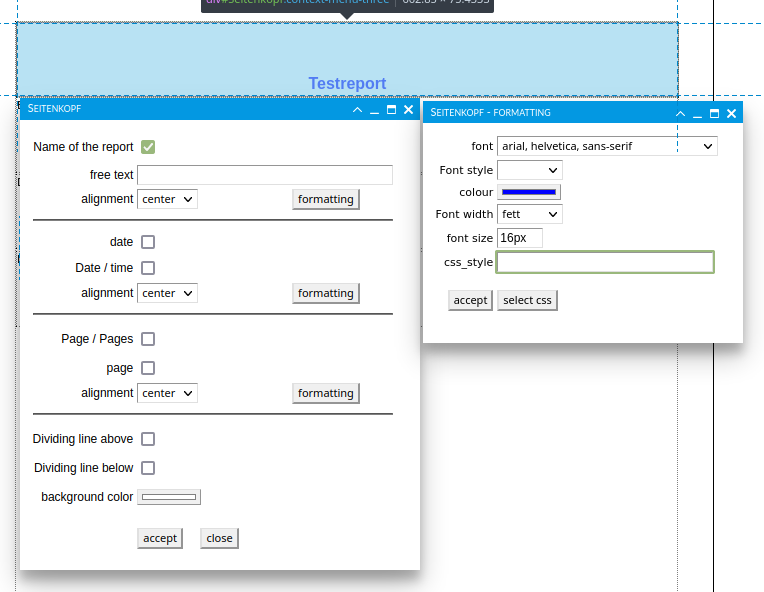 div#Seitenkopf.context-menu-three | 662.83 × 73.4333
Testreport
SEITENKOPF
Name of the report
free text
alignment center formatting
date
Date / time
alignment center formatting
Page / Pages
page
alignment center formatting
Dividing line above
Dividing line below
background color
accept close
SEITENKOPF - FORMATTING
font arial, helvetica, sans-serif
Font style
colour
Font width fett
font size 16px
css_style
accept select css